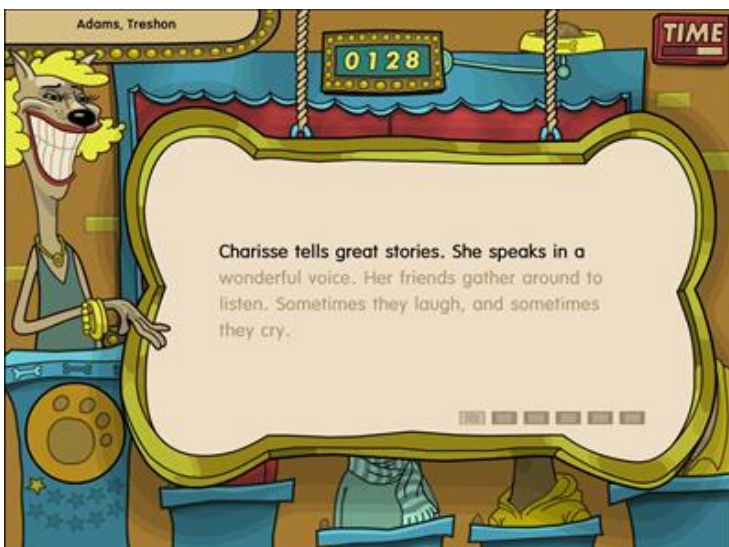 Adams, Treshon
0128
TIME
Charisse tells great stories. She speaks in a
wonderful voice. Her friends gather around to
listen. Sometimes they laugh, and sometimes
they cry.